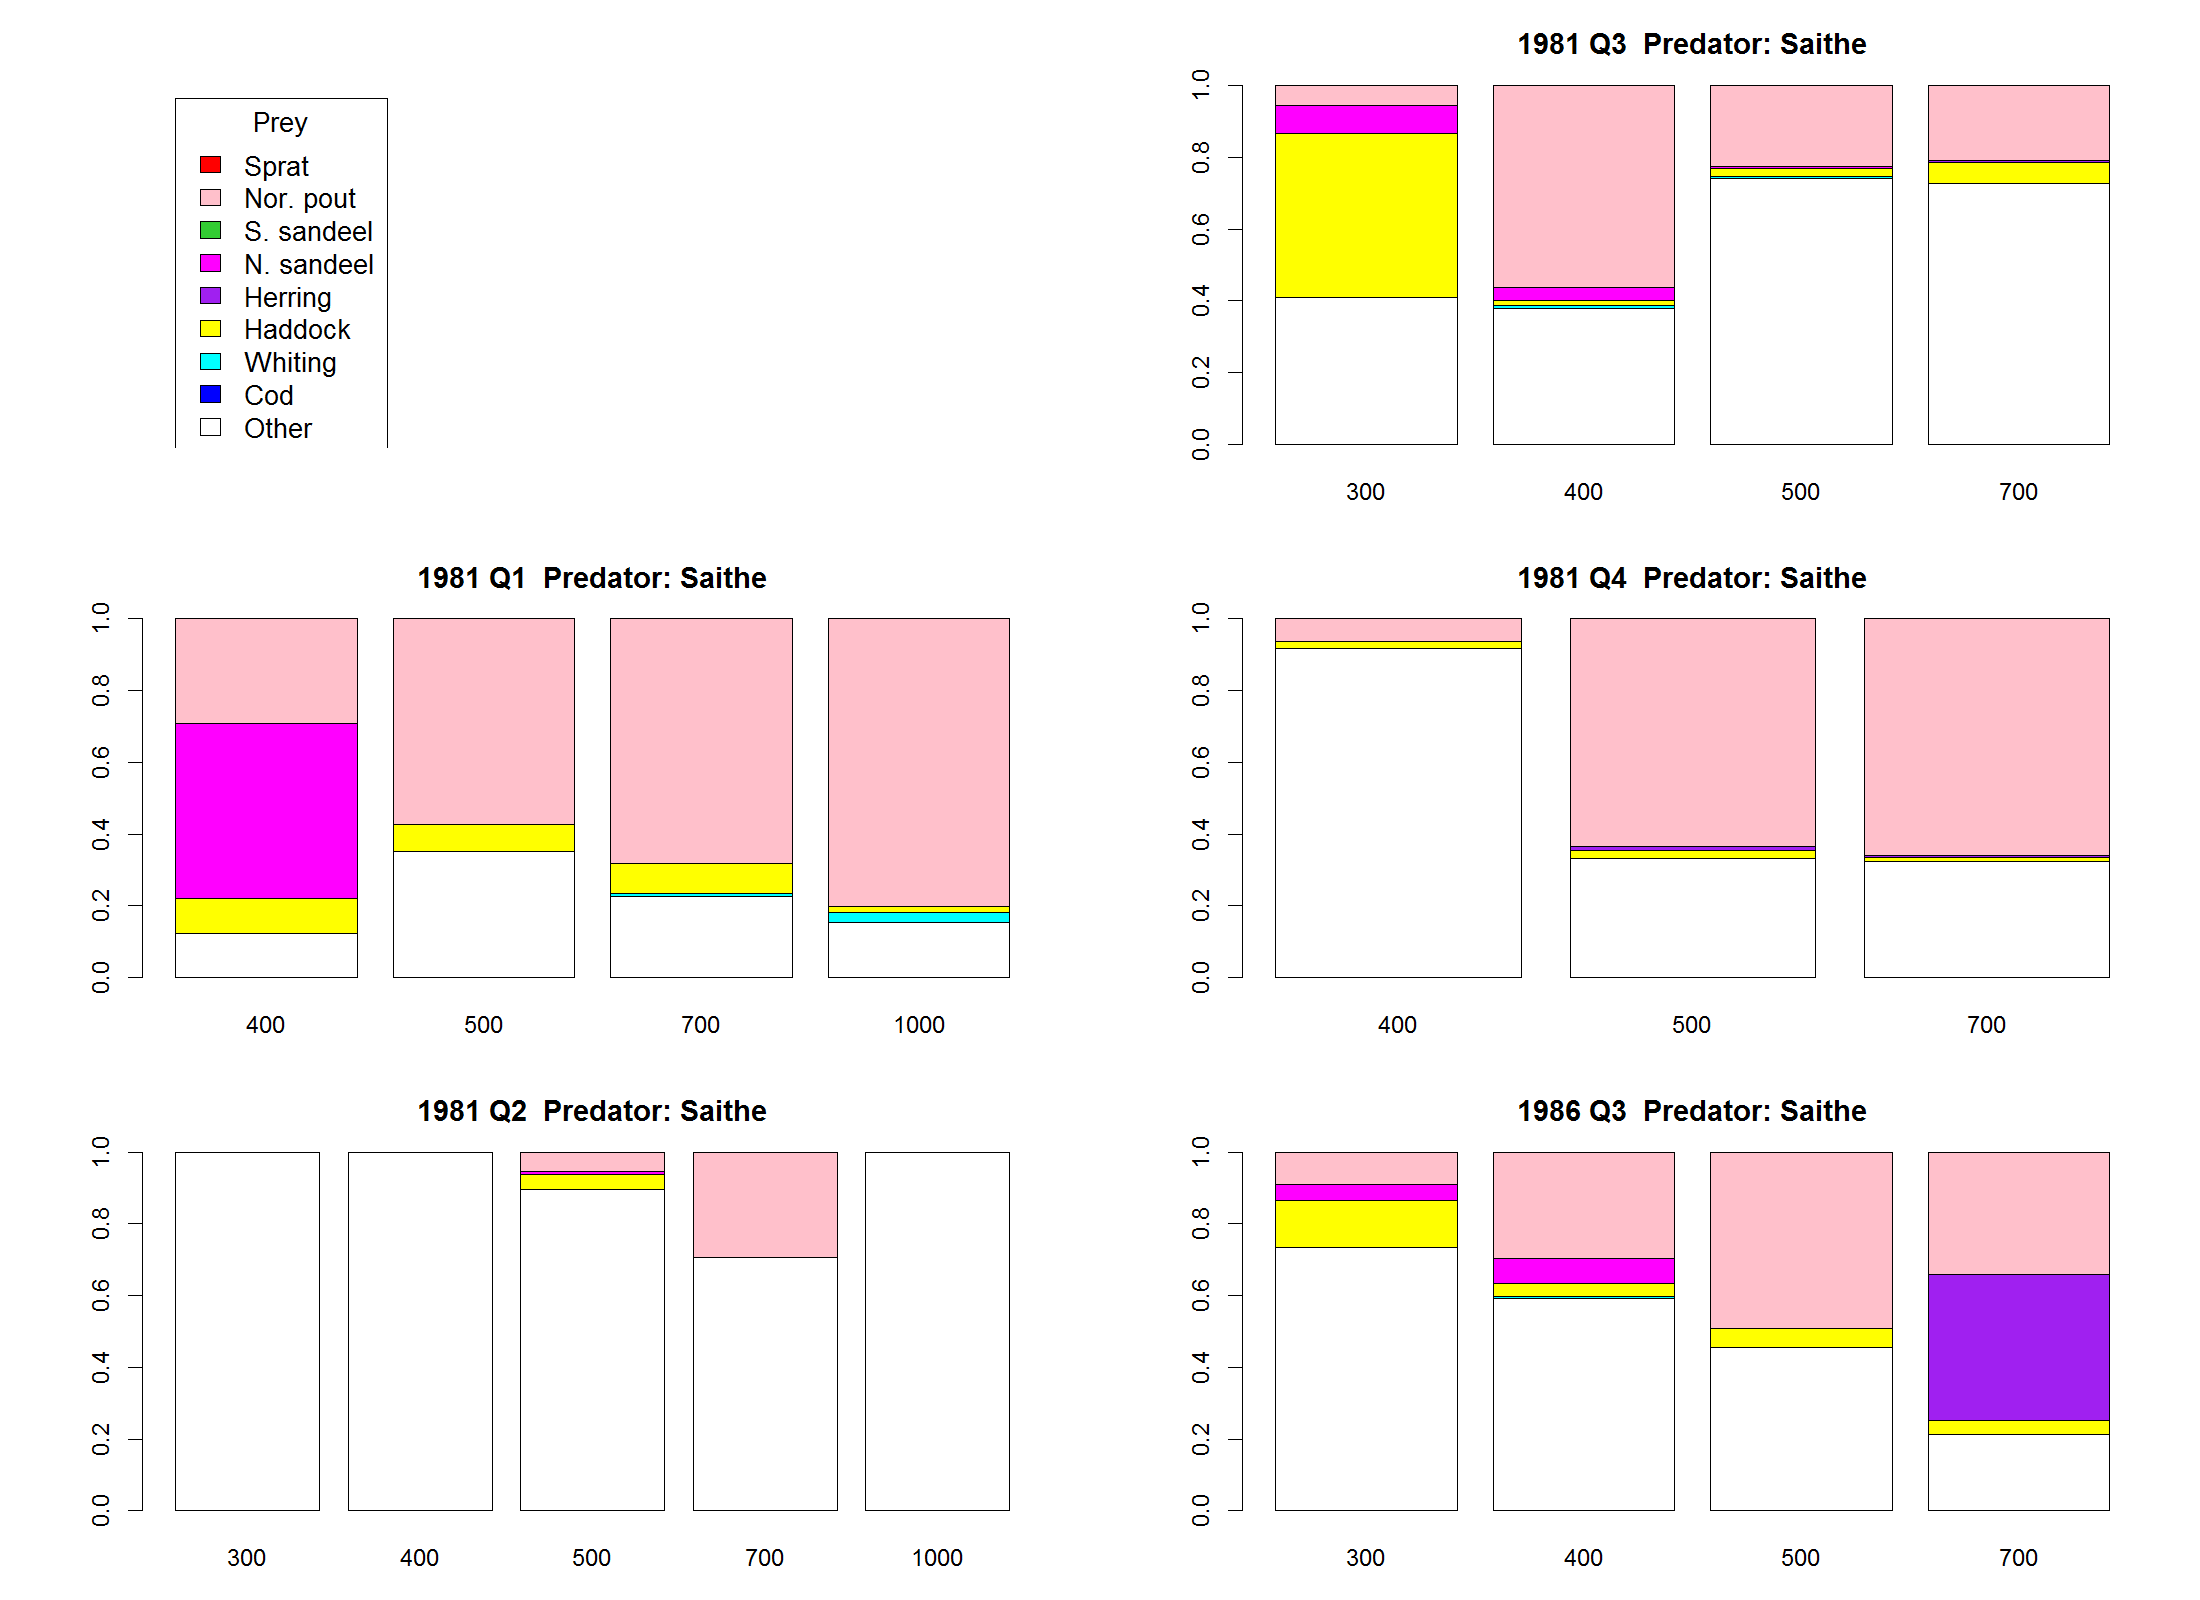 Prey
Sprat
Nor. pout
S. sandeel
N. sandeel
Herring
Haddock
Whiting
Cod
Other
1981 Q3  Predator: Saithe
0.0 0.2 0.4 0.6 0.8 1.0
300 400 500 700
1981 Q1  Predator: Saithe
0.0 0.2 0.4 0.6 0.8 1.0
400 500 700 1000
1981 Q4  Predator: Saithe
0.0 0.2 0.4 0.6 0.8 1.0
400 500 700
1981 Q2  Predator: Saithe
0.0 0.2 0.4 0.6 0.8 1.0
300 400 500 700 1000
1986 Q3  Predator: Saithe
0.0 0.2 0.4 0.6 0.8 1.0
300 400 500 700